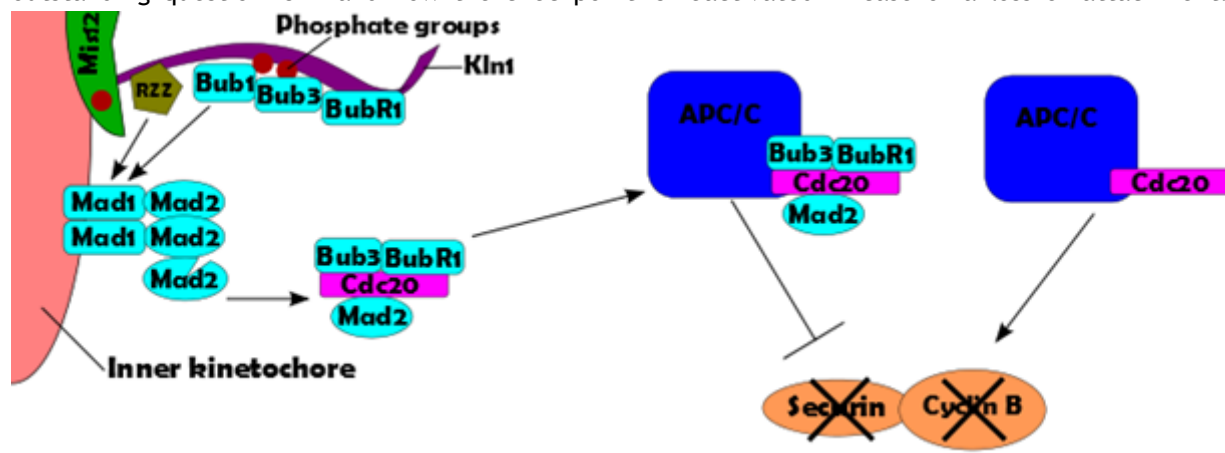 Phosphate groups
Mis12
Kln1
RZZ
Bub1
Bub3
BubR1
APC/C
APC/C
Bub3 BubR1
Cdc20
Mad2
Cdc20
Mad1 Mad2
Mad1 Mad2
Mad2
Bub3 BubR1
Cdc20
Mad2
Inner kinetochore
Securin
Cyclin B